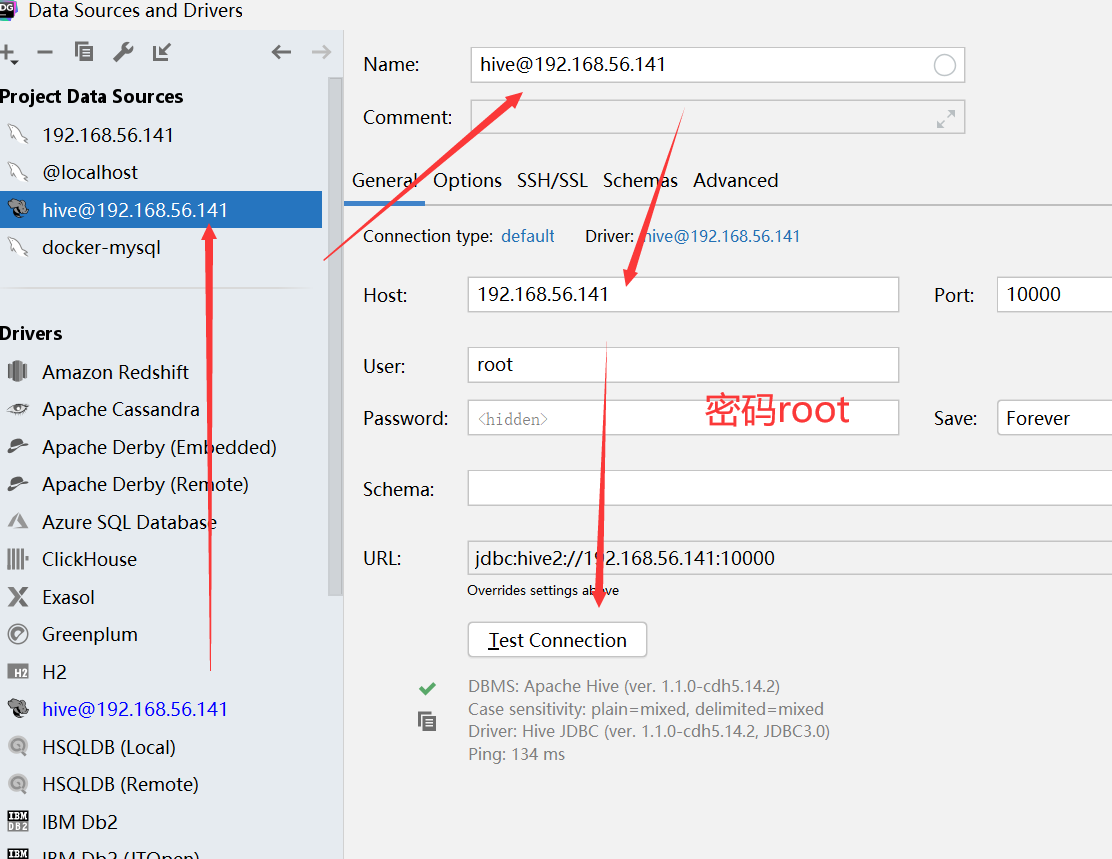 DG
Data Sources and Drivers
Project Data Sources
192.168.56.141
@localhost
hive@192.168.56.141
docker-mysql
Drivers
Amazon Redshift
Apache Cassandra
Apache Derby (Embedded)
Apache Derby (Remote)
Azure SQL Database
ClickHouse
Exasol
Greenplum
H2 H2
hive@192.168.56.141
HSQLDB (Local)
HSQLDB (Remote)
IBM DB2 IBM Db2
IBM IBM Db2 (JTOpen)
Name: hive@192.168.56.141
Comment:
General Options SSH/SSL Schemas Advanced
Connection type: default Driver: hive@192.168.56.141
Host: 192.168.56.141 Port: 10000
User: root
Password: <hidden> 密码root Save: Forever
Schema:
URL: jdbc:hive2://192.168.56.141:10000
Overrides settings above
Test Connection
DBMS: Apache Hive (ver. 1.1.0-cdh5.14.2)
Case sensitivity: plain=mixed, delimited=mixed
Driver: Hive JDBC (ver. 1.1.0-cdh5.14.2, JDBC3.0)
Ping: 134 ms